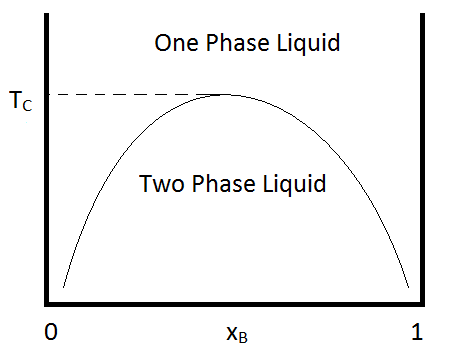 One Phase Liquid
T_C
Two Phase Liquid
0
x_B
1